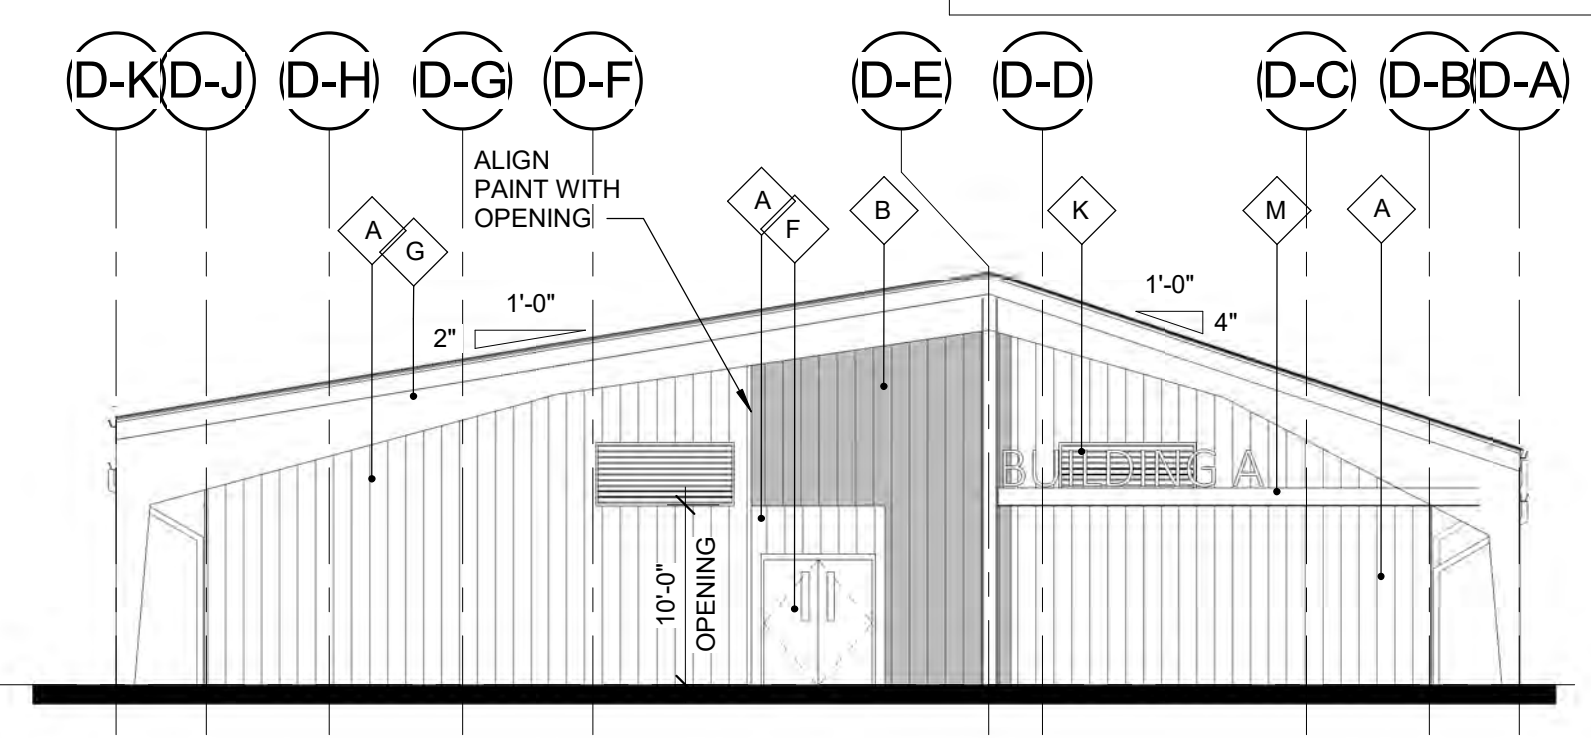 D-K D-J D-H D-G D-F D-E D-D D-C D-B D-A
ALIGN
PAINT WITH
OPENING
A
G
A
F
B
K
M
A
1'-0"
2"
1'-0"
4"
BUILDING A
10'-0"
OPENING